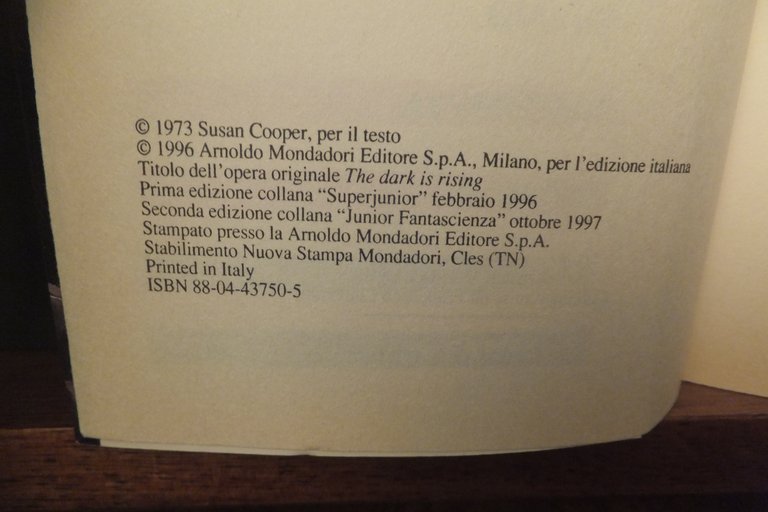 © 1973 Susan Cooper, per il testo
© 1996 Arnoldo Mondadori Editore S.p.A., Milano, per l'edizione italiana
Titolo dell'opera originale The dark is rising
Prima edizione collana “Superjunior” febbraio 1996
Seconda edizione collana “Junior Fantascienza” ottobre 1997
Stampato presso la Arnoldo Mondadori Editore S.p.A.
Stabilimento Nuova Stampa Mondadori, Cles (TN)
Printed in Italy
ISBN 88-04-43750-5